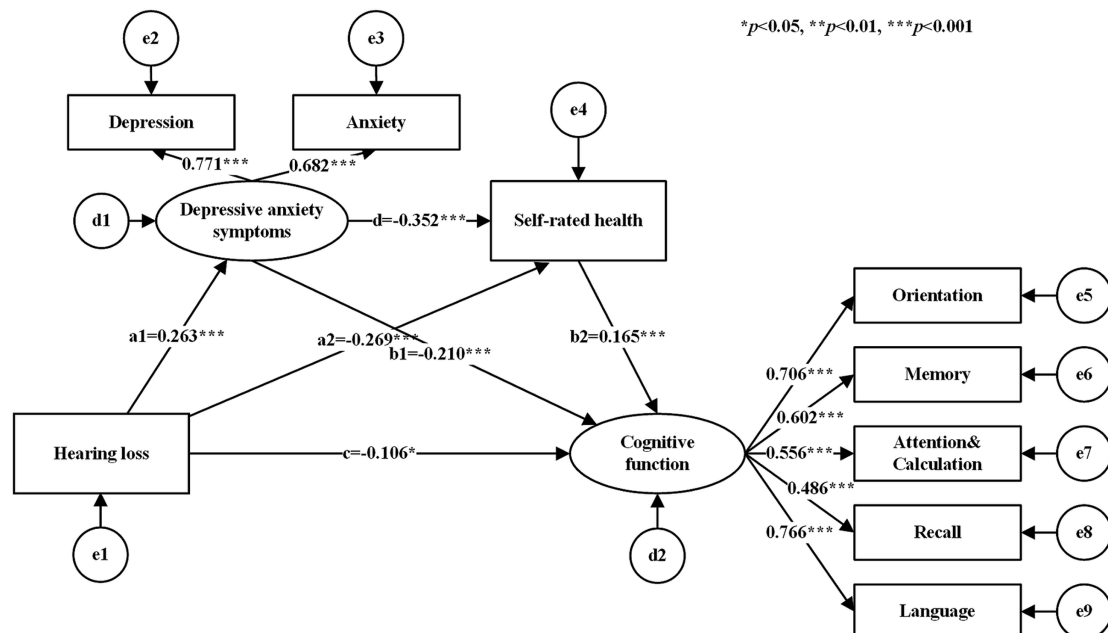 *p<0.05, **p<0.01, ***p<0.001
e2
e3
Depression
Anxiety
e4
0.771***
0.682***
d1
Depressive anxiety
symptoms
d=-0.352***
Self-rated health
Orientation
e5
a1=0.263***
a2=-0.269***
b1=-0.210***
b2=0.165***
0.706***
Memory
e6
0.602***
Hearing loss
c=-0.106*
Cognitive
function
0.556***
Attention&
Calculation
e7
0.486***
e1
d2
0.766***
Recall
e8
Language
e9